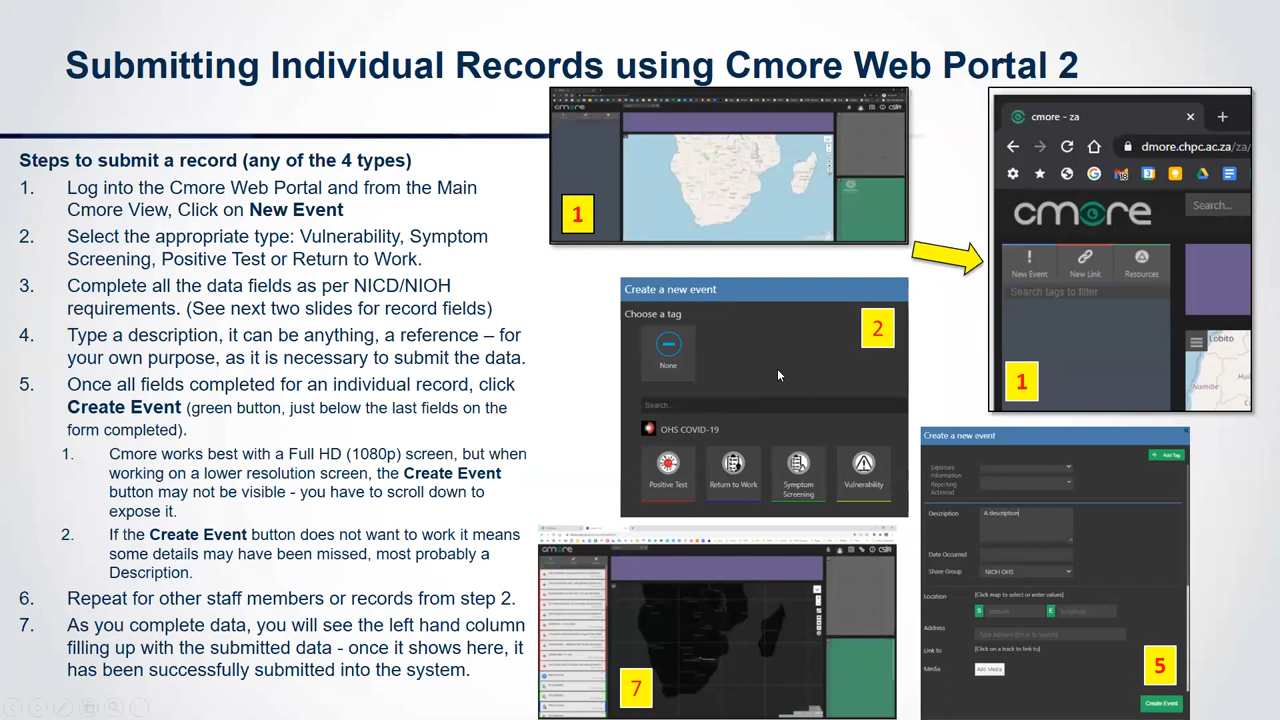 Submitting Individual Records using Cmore Web Portal 2
Steps to submit a record (any of the 4 types)
1. Log into the Cmore Web Portal and from the Main
Cmore View, Click on New Event
2. Select the appropriate type: Vulnerability, Symptom
Screening, Positive Test or Return to Work.
3. Complete all the data fields as per NICD/NIOH
requirements. (See next two slides for record fields)
4. Type a description, it can be anything, a reference – for
your own purpose, as it is necessary to submit the data.
5. Once all fields completed for an individual record, click
Create Event (green button, just below the last fields on the
form completed).
1. Cmore works best with a Full HD (1080p) screen, but when
working on a lower resolution screen, the Create Event
button may not be visible - you have to scroll down to
expose it.
2. If the Create Event button does not want to work it means
some details may have been missed, most probably a
Description.
6. Repeat for other staff members or records from step 2.
7. As you complete data, you will see the left hand column
filling up with the submitted data – once it shows here, it
has been successfully submitted into the system.
cmore
CSIR
1
cmore - za
dmore.chpc.ac.za/za/
cmore
Search...
New Event
New Link
Resources
Search tags to filter
Lobito
Namibe
1
Create a new event
Choose a tag
2
None
Search...
OHS COVID-19
Positive Test
Return to Work
Symptom
Screening
Vulnerability
cmore
CSIR
7
Create a new event
Add Tag
Exposure
Information
Reporting
Actioned
Description
A description
Date Occurred
Share Group
NIOH OHS
Location
(Click map to select or enter values)
S
latitude
E
longitude
Address
Type address (Enter to search)
Link to
(Click on a track to link to)
Media
Add Media
5
Create Event